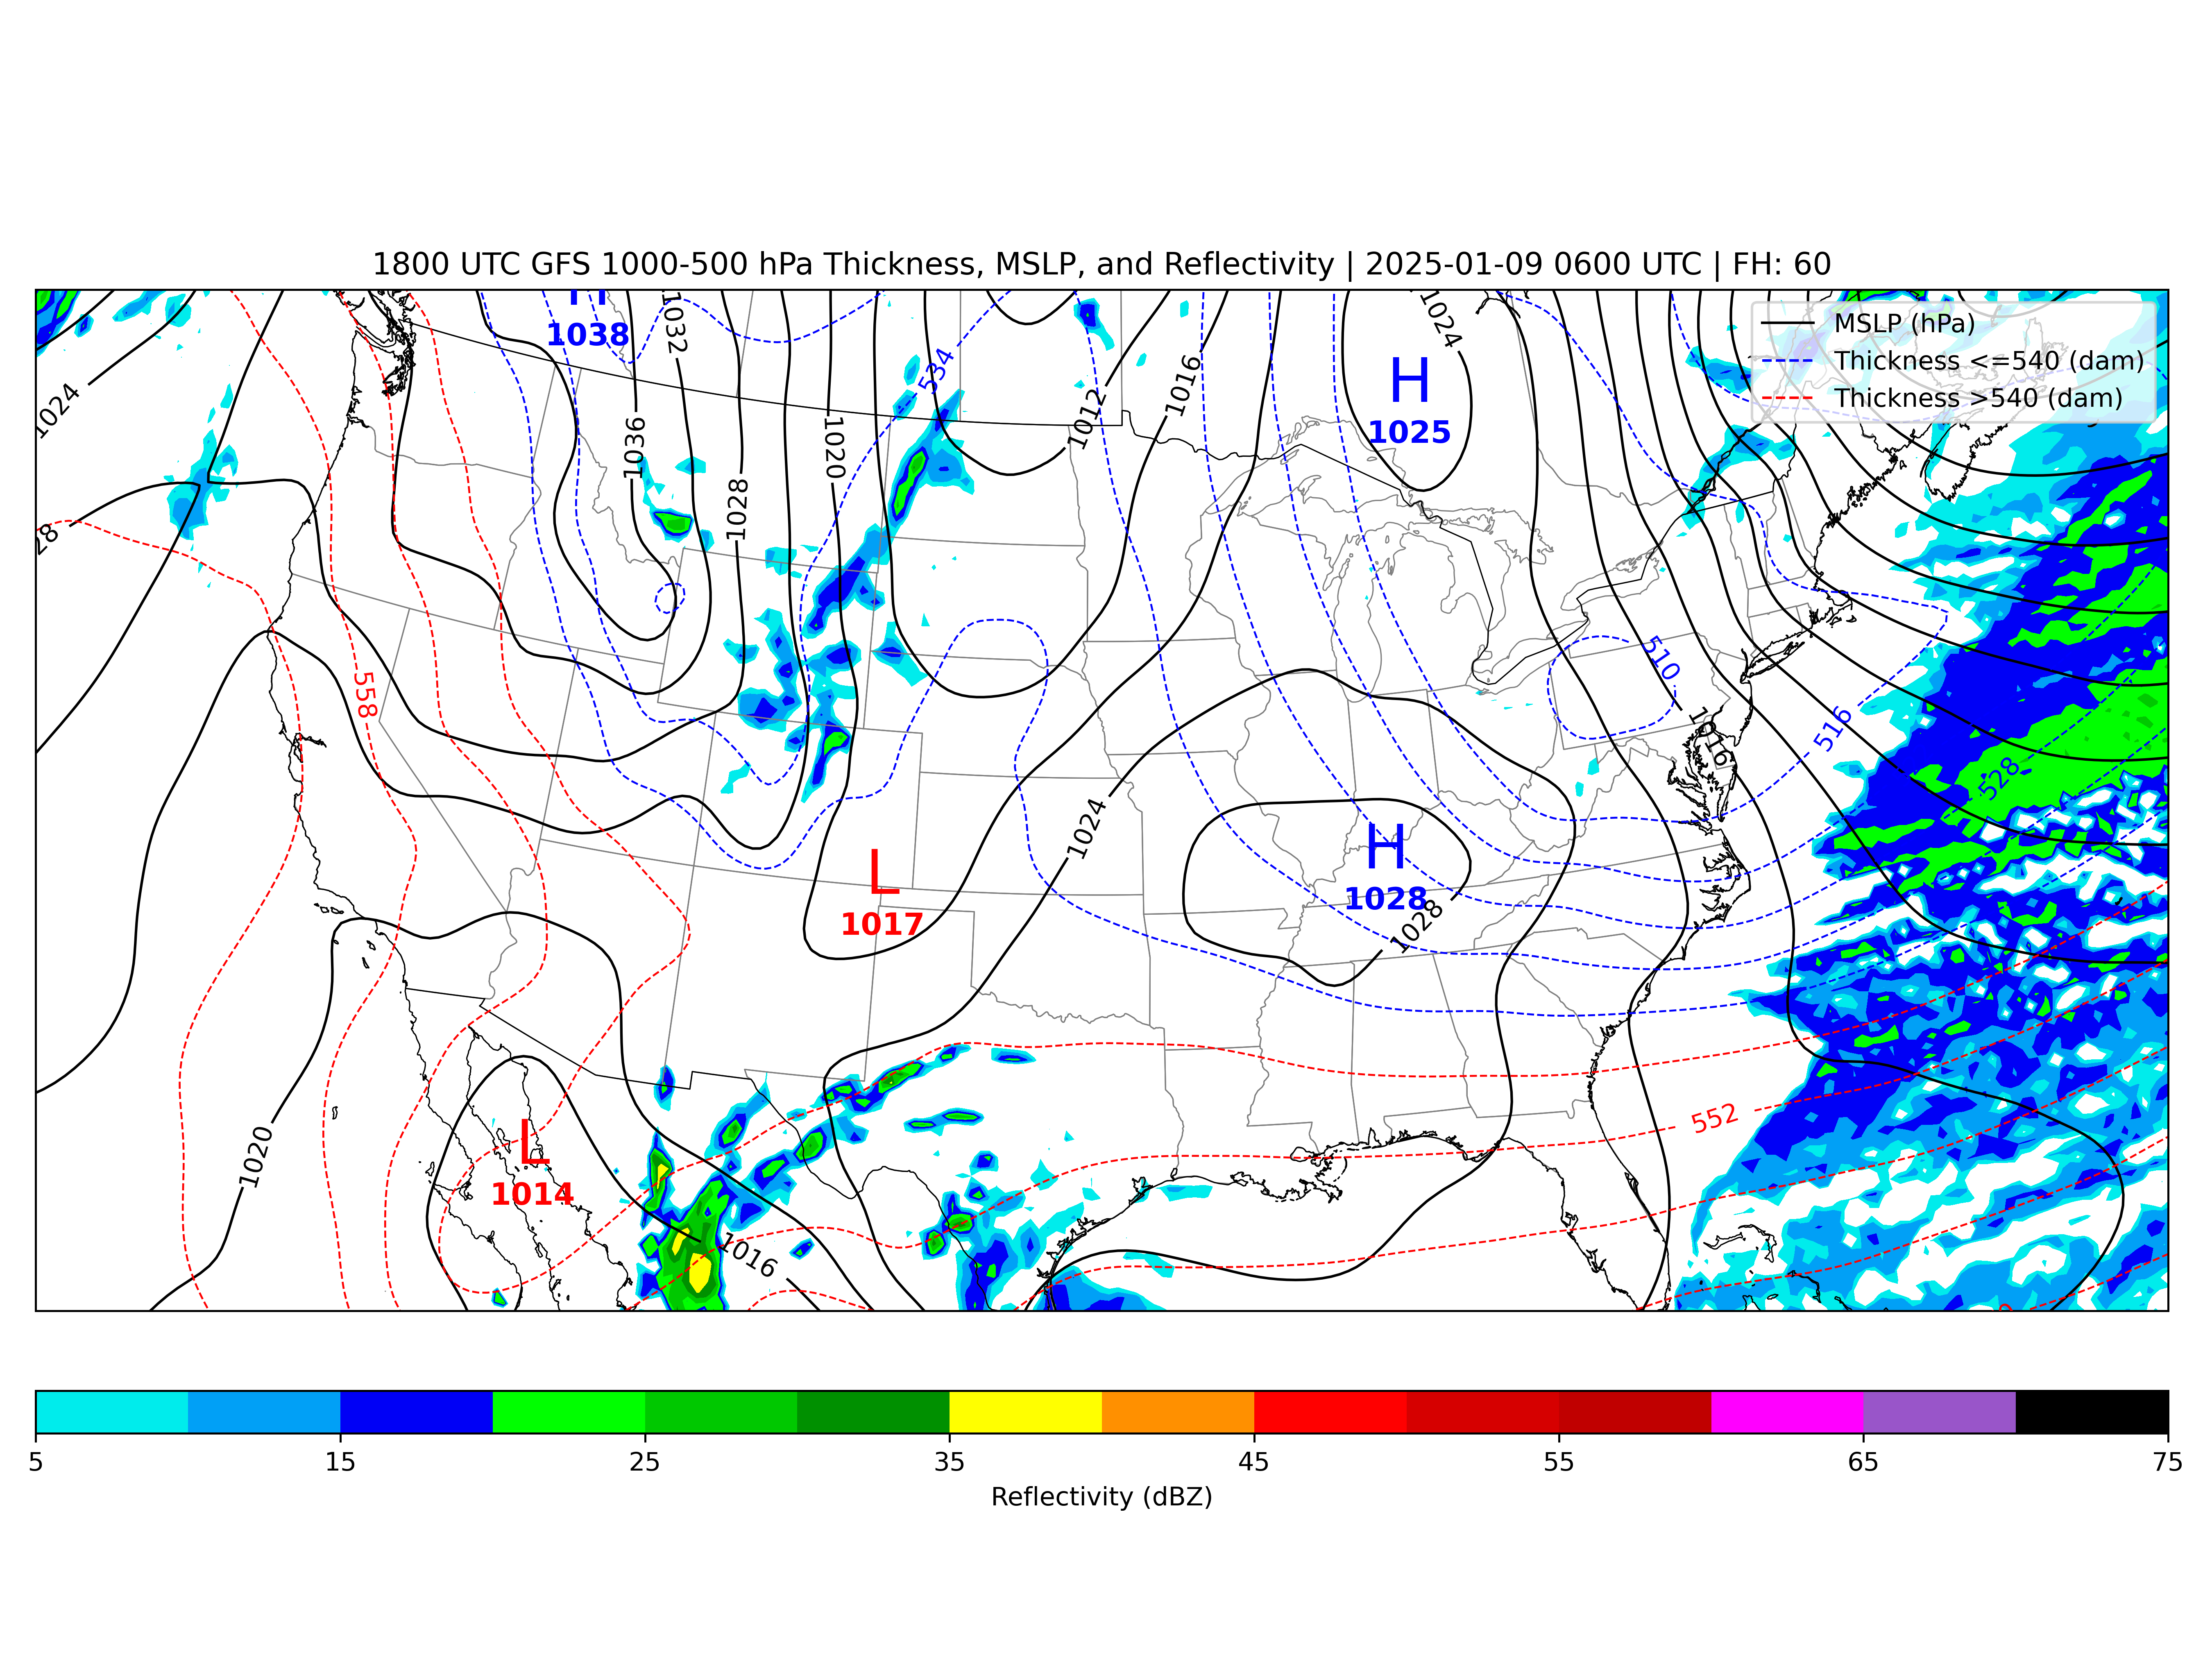 1800 UTC GFS 1000-500 hPa Thickness, MSLP, and Reflectivity | 2025-01-09 0600 UTC | FH: 60
MSLP (hPa)
Thickness <=540 (dam)
Thickness >540 (dam)
H
1038
1032
1024
534
1016
1012
H
1025
1024
1036
1020
1028
28
558
510
1016
516
528
1024
L
1017
H
1028
1028
552
1020
L
1014
1016
5 15 25 35 45 55 65 75
Reflectivity (dBZ)